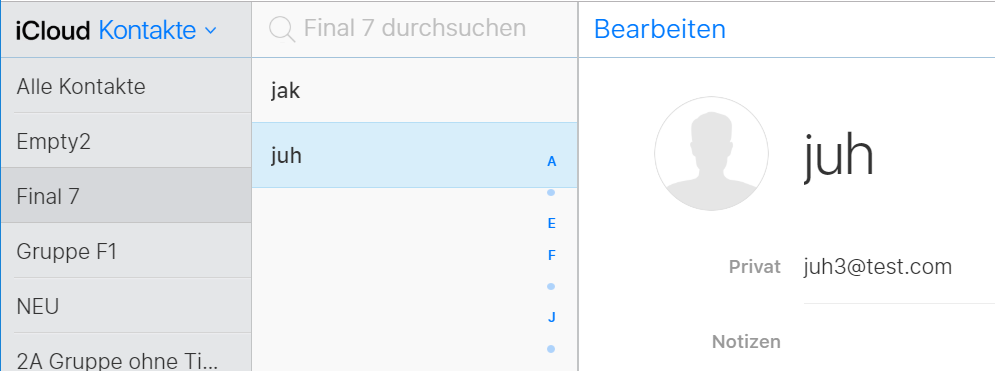 iCloud Kontakte
Alle Kontakte
Empty2
Final 7
Gruppe F1
NEU
2A Gruppe ohne Ti...
Final 7 durchsuchen
jak
juh
A
E
F
J
Bearbeiten
juh
Privat juh3@test.com
Notizen